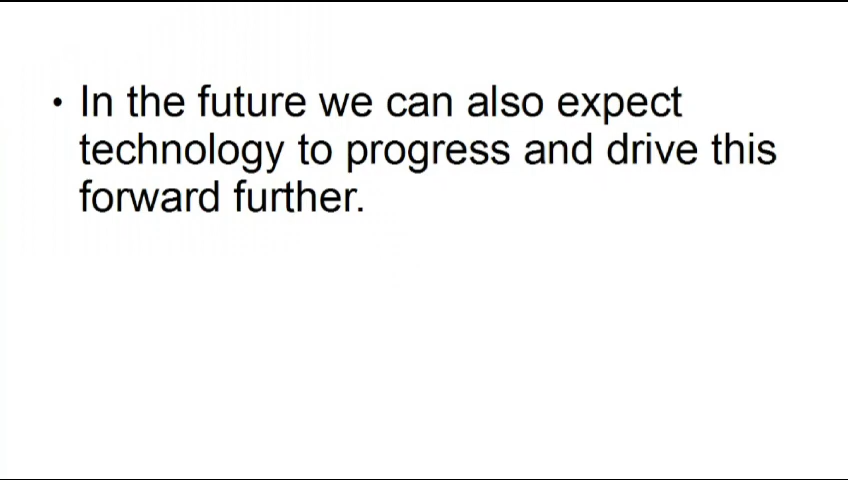 • In the future we can also expect
technology to progress and drive this
forward further.